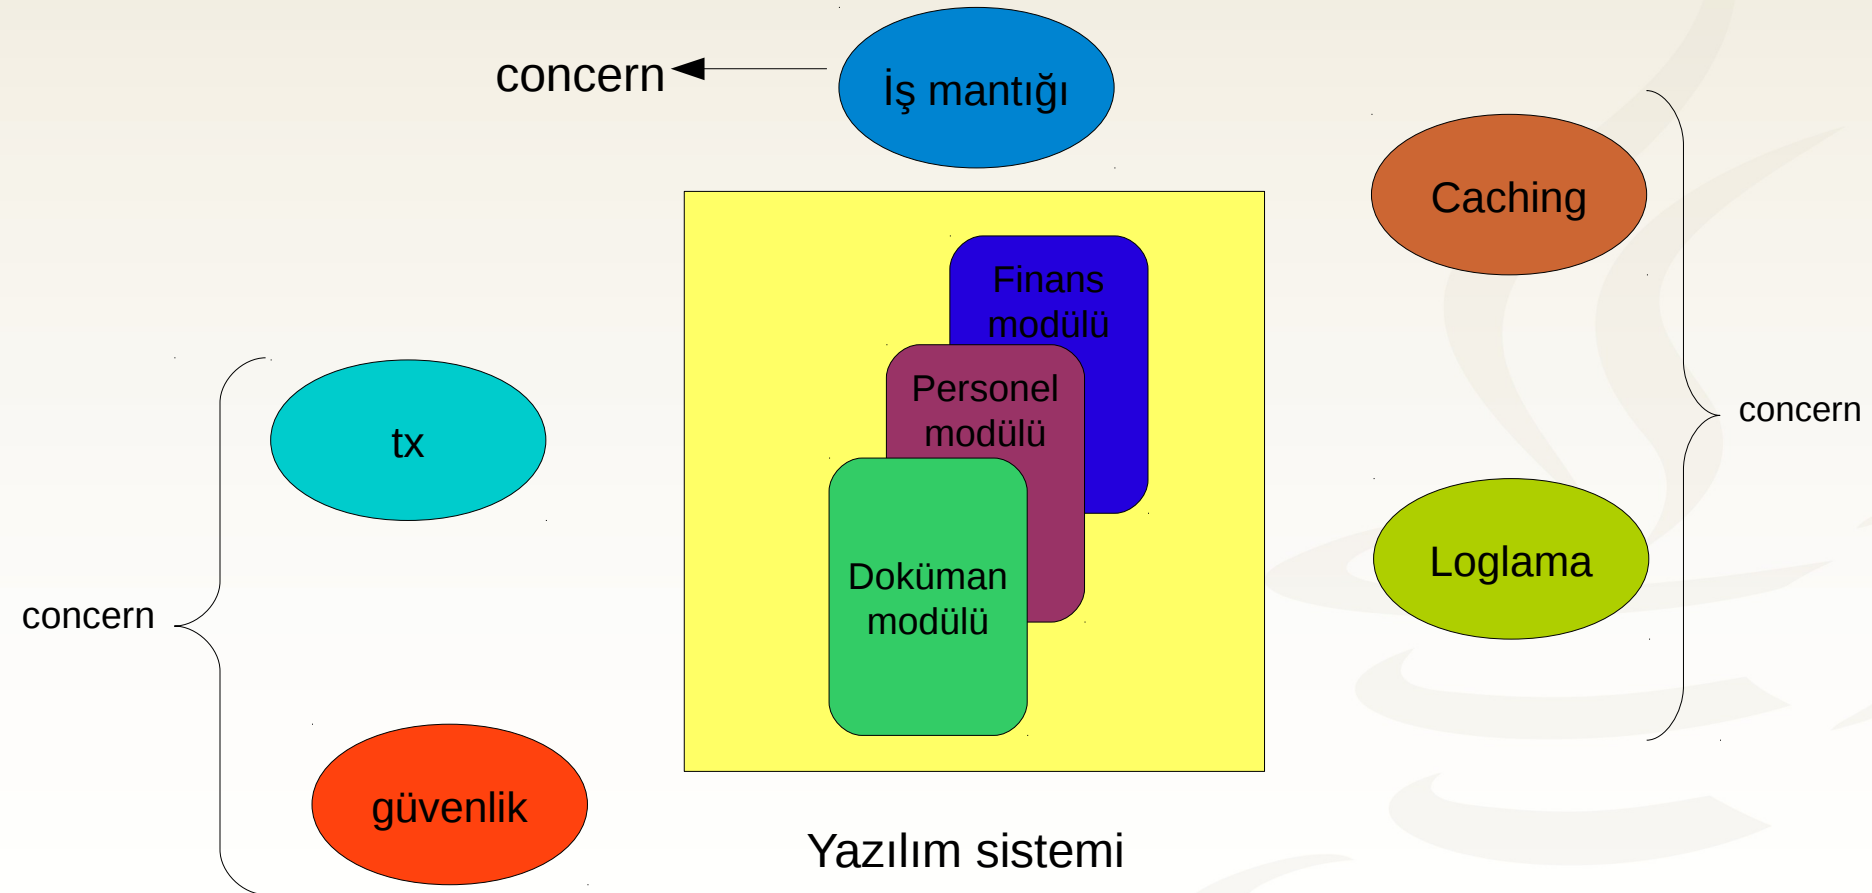 concern
İş mantığı
Caching
Finans
modülü
Personel
modülü
concern
tx
Doküman
modülü
Loglama
concern
güvenlik
Yazılım sistemi